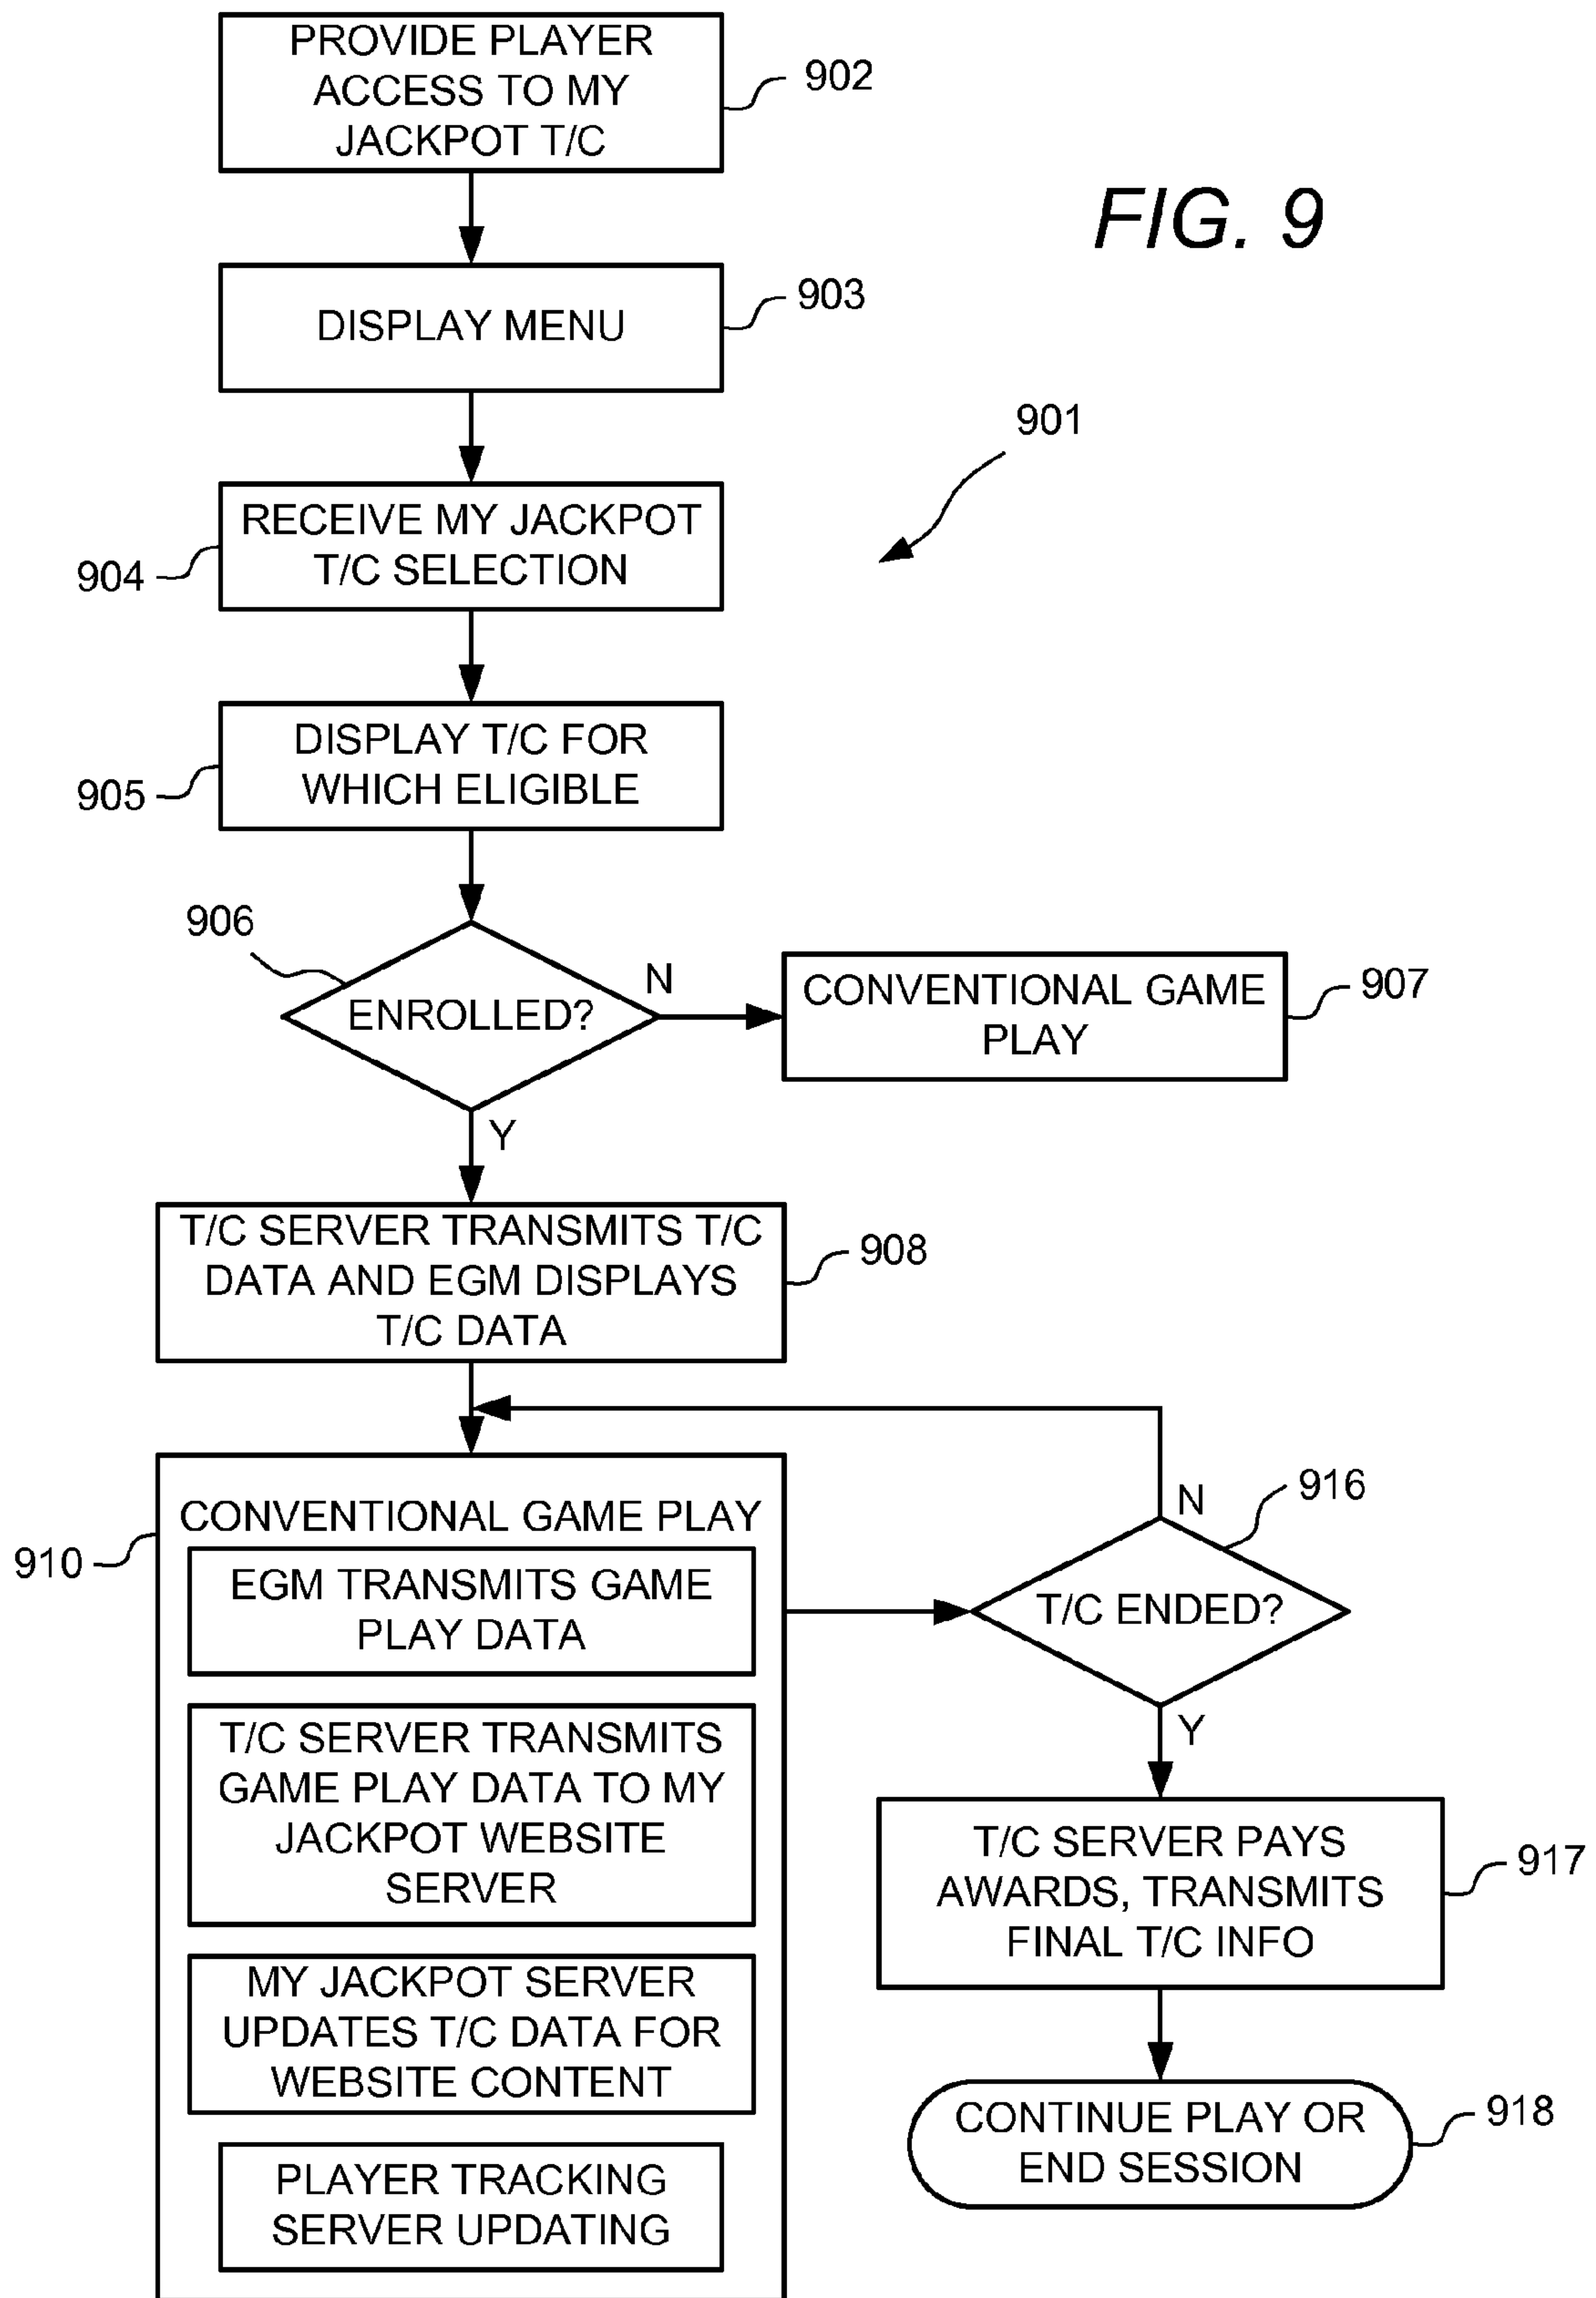 PROVIDE PLAYER
ACCESS TO MY
JACKPOT T/C
902
FIG. 9
DISPLAY MENU
903
901
RECEIVE MY JACKPOT
T/C SELECTION
904
DISPLAY T/C FOR
WHICH ELIGIBLE
905
906
ENROLLED?
N
CONVENTIONAL GAME
PLAY
907
Y
T/C SERVER TRANSMITS T/C
DATA AND EGM DISPLAYS
T/C DATA
908
CONVENTIONAL GAME PLAY
910
EGM TRANSMITS GAME
PLAY DATA
T/C SERVER TRANSMITS
GAME PLAY DATA TO MY
JACKPOT WEBSITE
SERVER
MY JACKPOT SERVER
UPDATES T/C DATA FOR
WEBSITE CONTENT
PLAYER TRACKING
SERVER UPDATING
N
916
T/C ENDED?
Y
T/C SERVER PAYS
AWARDS, TRANSMITS
FINAL T/C INFO
917
CONTINUE PLAY OR
END SESSION
918